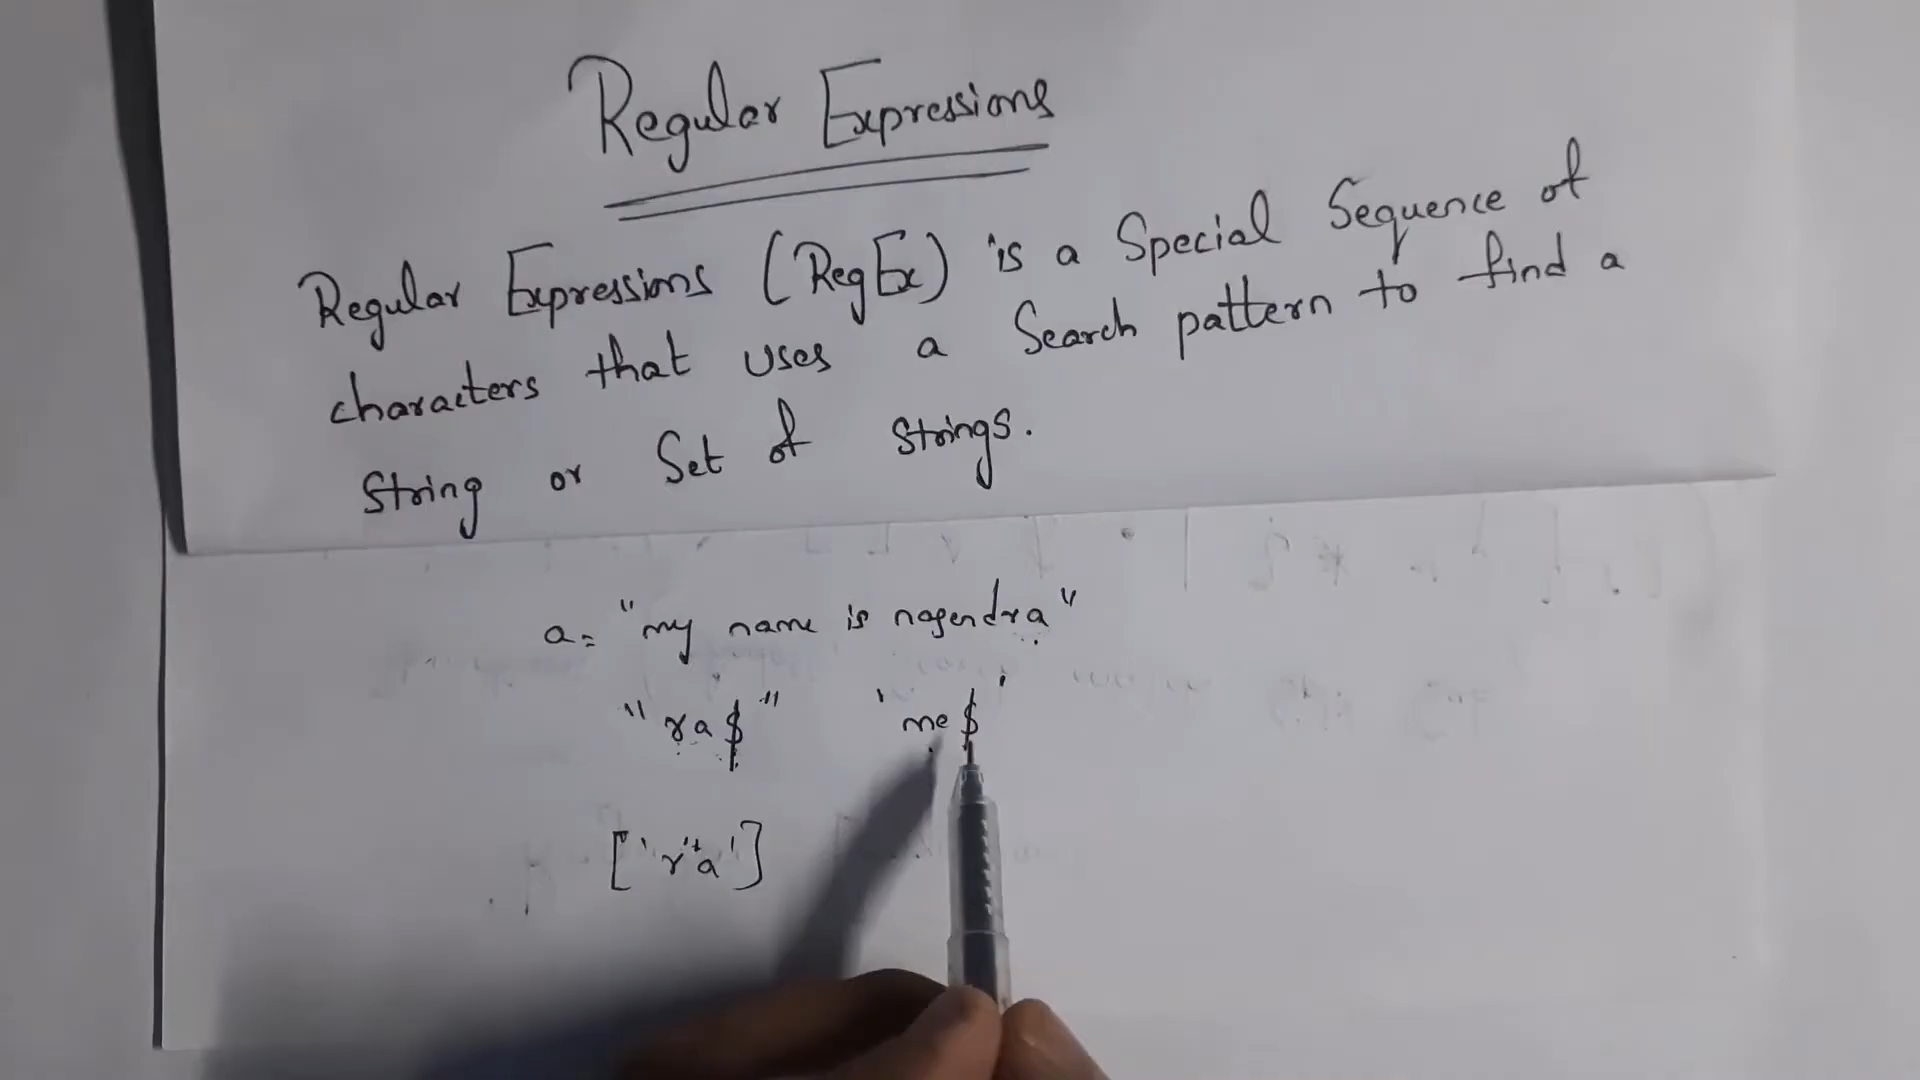 Regular Expressions
Regular Expressions (RegEx) is a Special Sequence of
characters that uses a Search pattern to find a
String or Set of Strings.
a= "my name is nagendra"
"ra$" 'me$'
['ra']